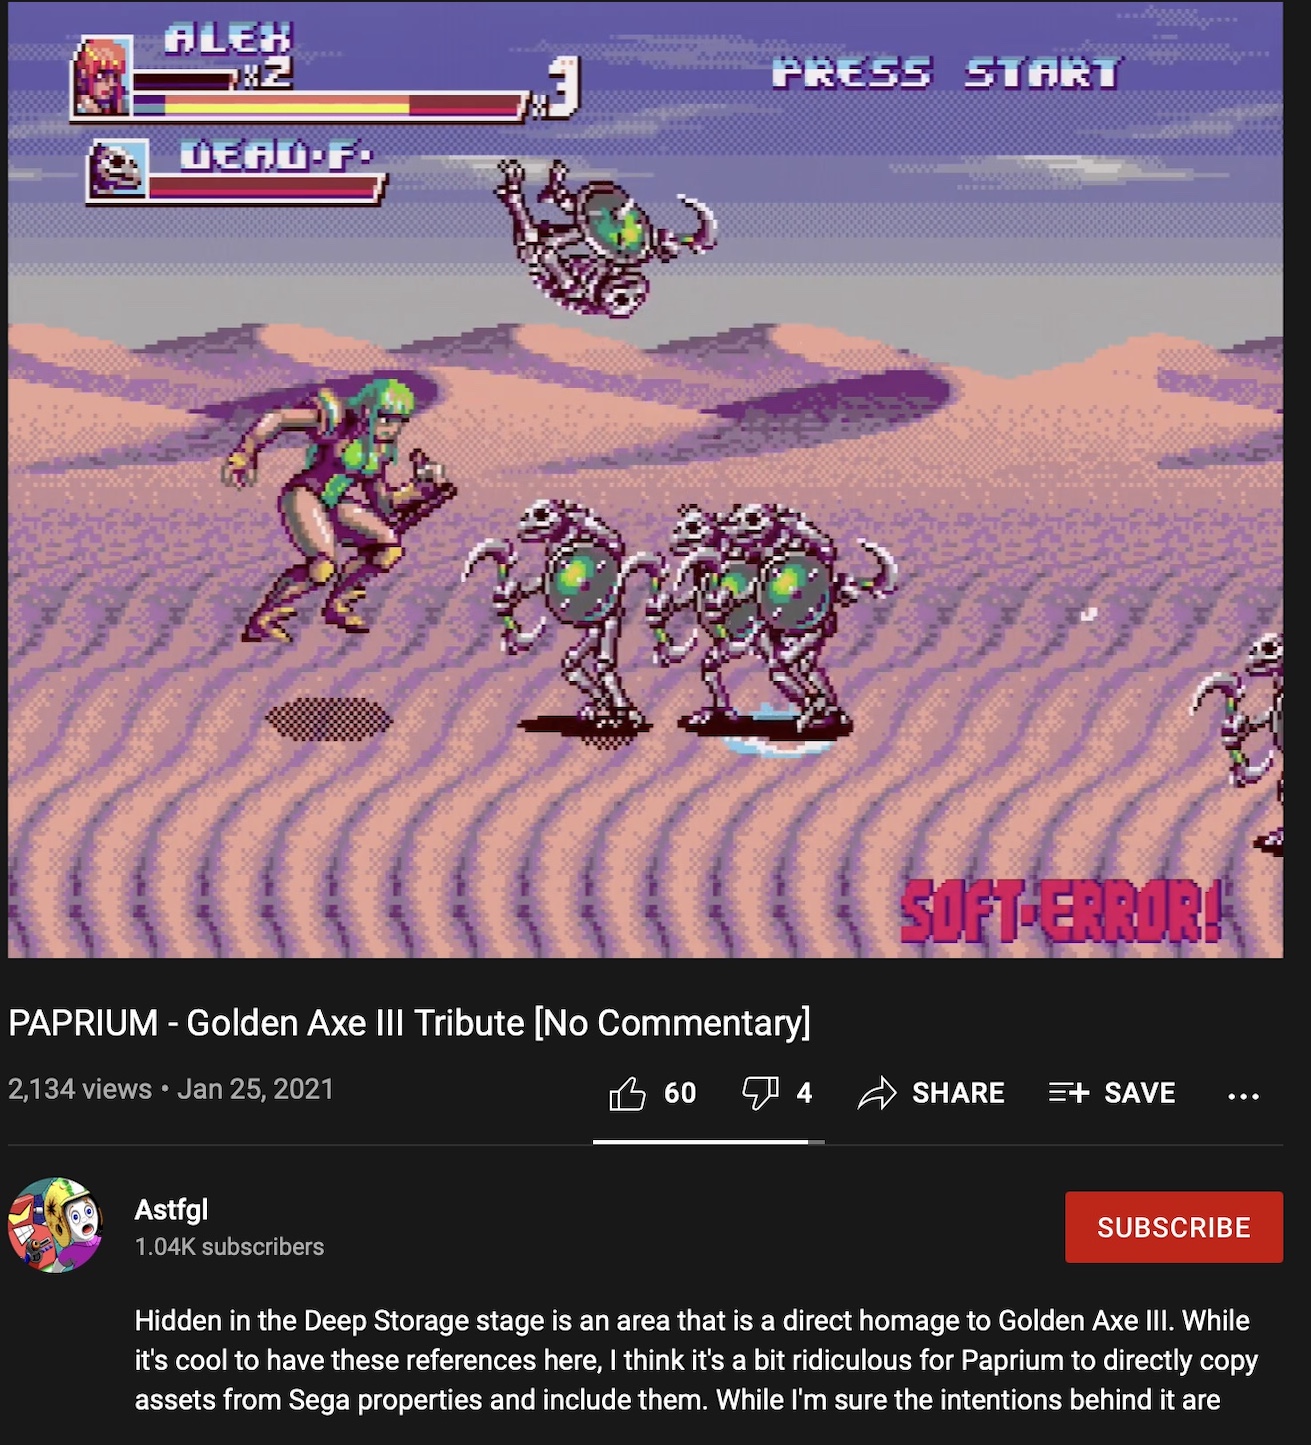 ALEX
x2
x3
PRESS START
DEAD·F·
SOFT·ERROR!
PAPRIUM - Golden Axe III Tribute [No Commentary]
2,134 views • Jan 25, 2021
60
4
SHARE
SAVE
Astfgl
1.04K subscribers
SUBSCRIBE
Hidden in the Deep Storage stage is an area that is a direct homage to Golden Axe III. While
it's cool to have these references here, I think it's a bit ridiculous for Paprium to directly copy
assets from Sega properties and include them. While I'm sure the intentions behind it are